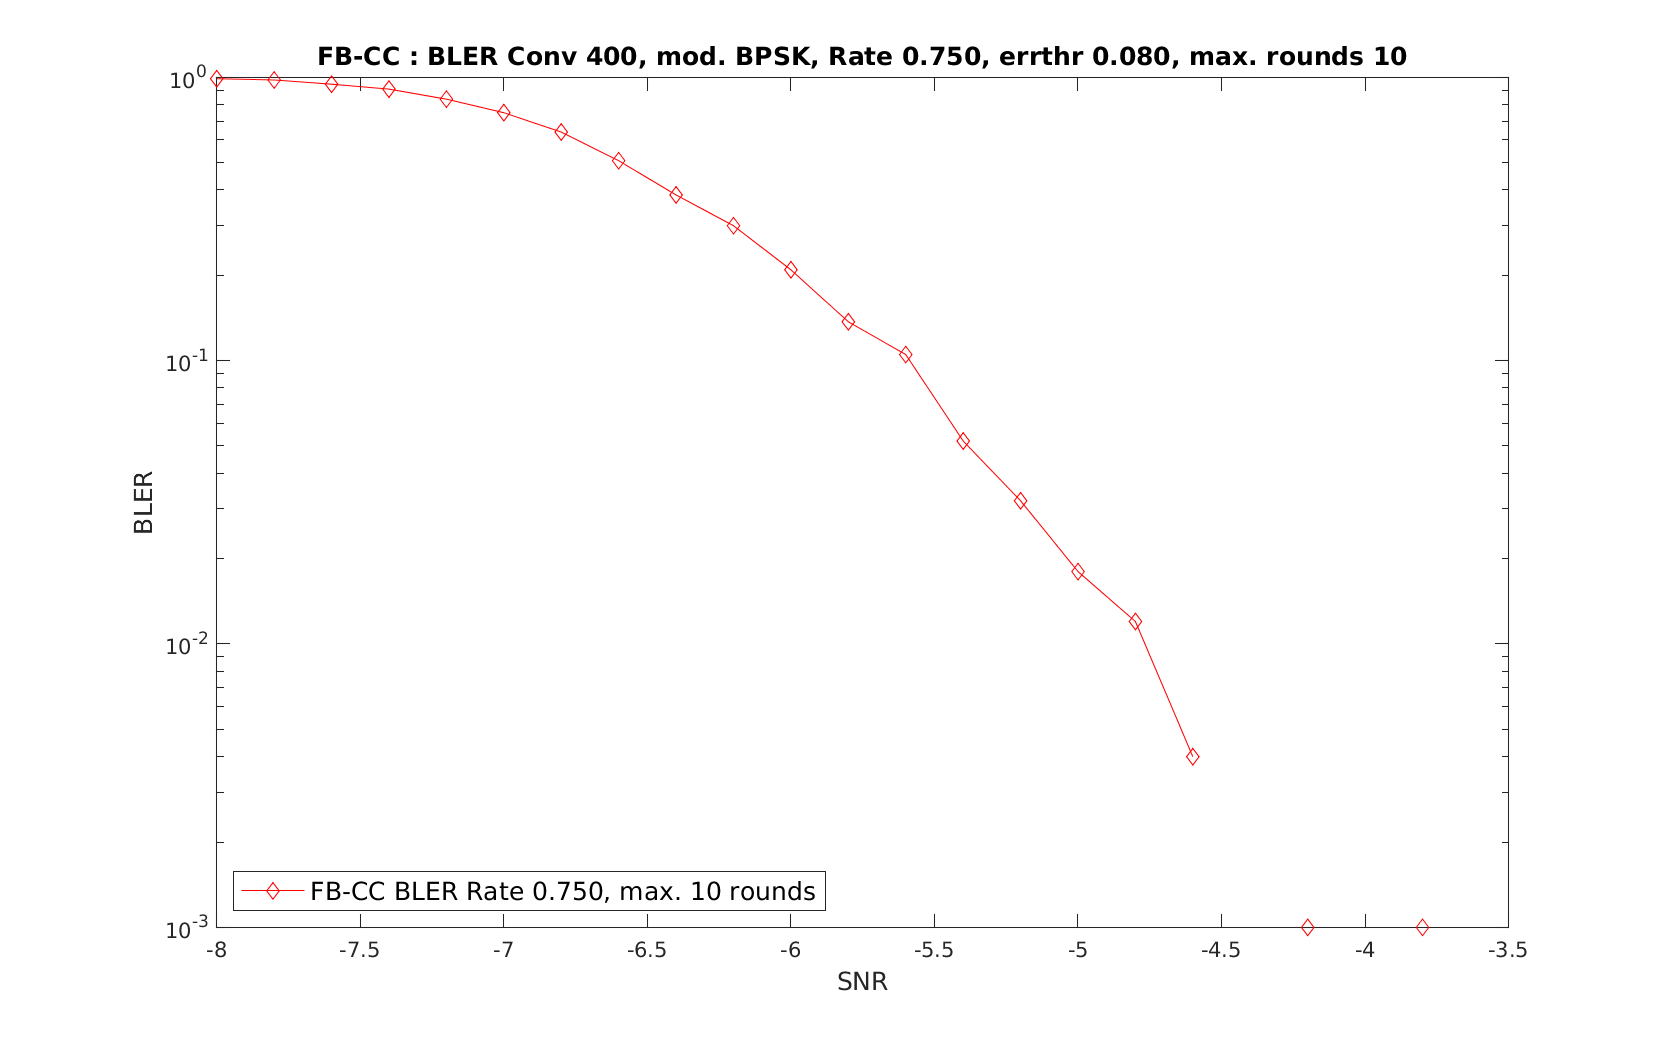 FB-CC : BLER Conv 400, mod. BPSK, Rate 0.750, errthr 0.080, max. rounds 10
10^0
10^-1
10^-2
10^-3
BLER
FB-CC BLER Rate 0.750, max. 10 rounds
-8 -7.5 -7 -6.5 -6 -5.5 -5 -4.5 -4 -3.5
SNR